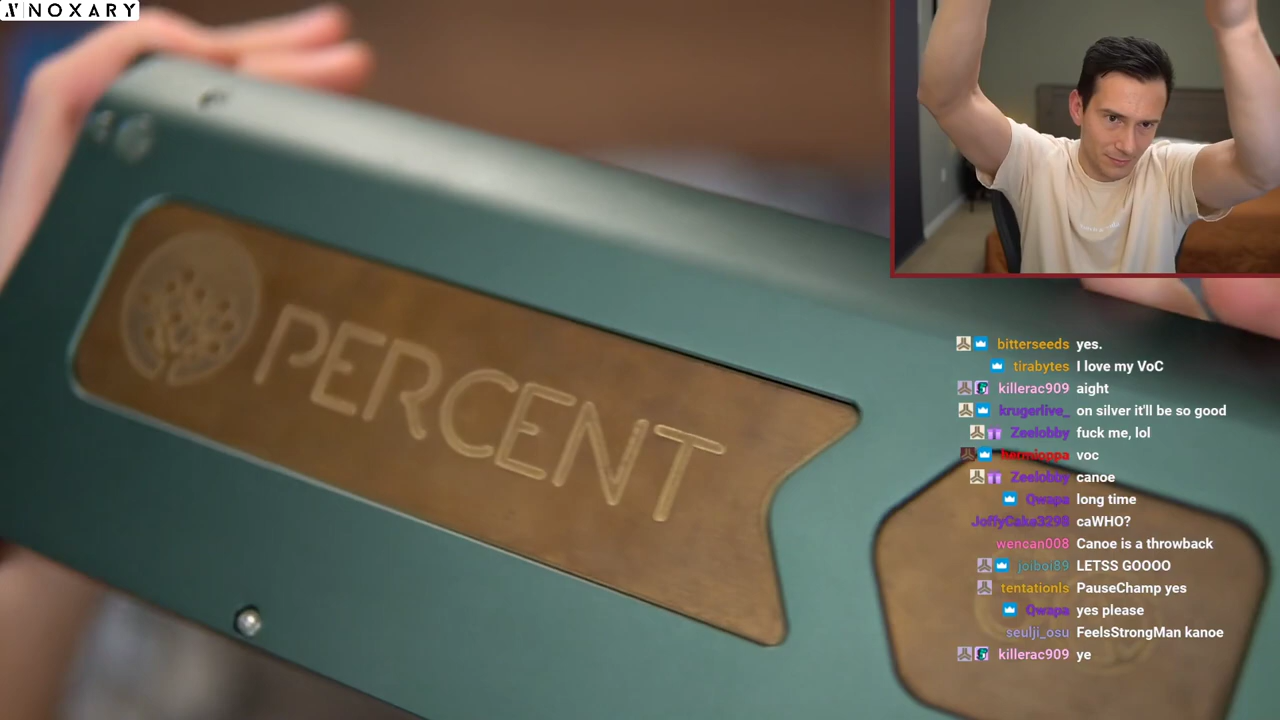 NOXARY
PERCENT
bitterseeds yes.
tirabytes I love my VoC
killerac909 aight
krugerlive_ on silver it'll be so good
Zeelobby fuck me, lol
hermioppa voc
Zeelobby canoe
Qwapa long time
JoffyCake3298 caWHO?
wencan008 Canoe is a throwback
joiboi89 LETSS GOOOO
tentationls PauseChamp yes
Qwapa yes please
seulji_osu FeelsStrongMan kanoe
killerac909 ye